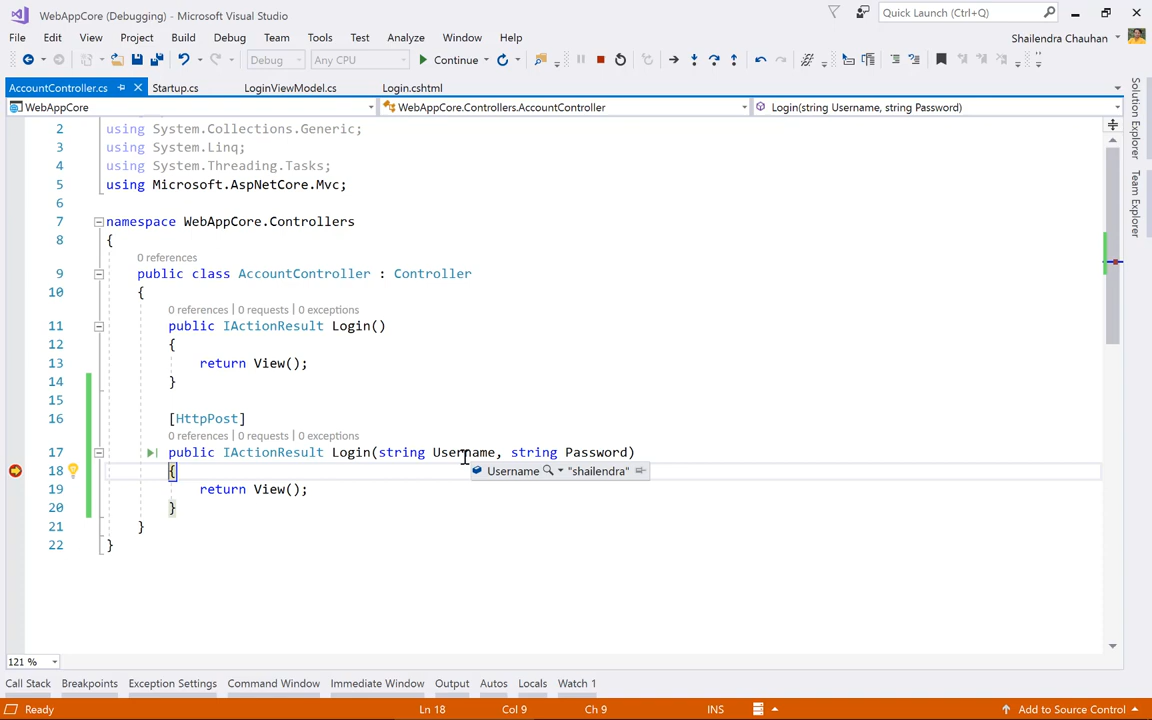 WebAppCore (Debugging) - Microsoft Visual Studio
Quick Launch (Ctrl+Q)
File Edit View Project Build Debug Team Tools Test Analyze Window Help
Shailendra Chauhan
Debug Any CPU Continue
AccountController.cs Startup.cs LoginViewModel.cs Login.cshtml
WebAppCore WebAppCore.Controllers.AccountController Login(string Username, string Password)
Solution Explorer
Team Explorer
2 using System.Collections.Generic;
3 using System.Linq;
4 using System.Threading.Tasks;
5 using Microsoft.AspNetCore.Mvc;
6
7 namespace WebAppCore.Controllers
8 {
0 references
9 public class AccountController : Controller
10 {
0 references | 0 requests | 0 exceptions
11 public IActionResult Login()
12 {
13 return View();
14 }
15
16 [HttpPost]
0 references | 0 requests | 0 exceptions
17 public IActionResult Login(string Username, string Password)
18 {
Username "shailendra"
19 return View();
20 }
21 }
22 }
121 %
Call Stack Breakpoints Exception Settings Command Window Immediate Window Output Autos Locals Watch 1
Ready Ln 18 Col 9 Ch 9 INS Add to Source Control